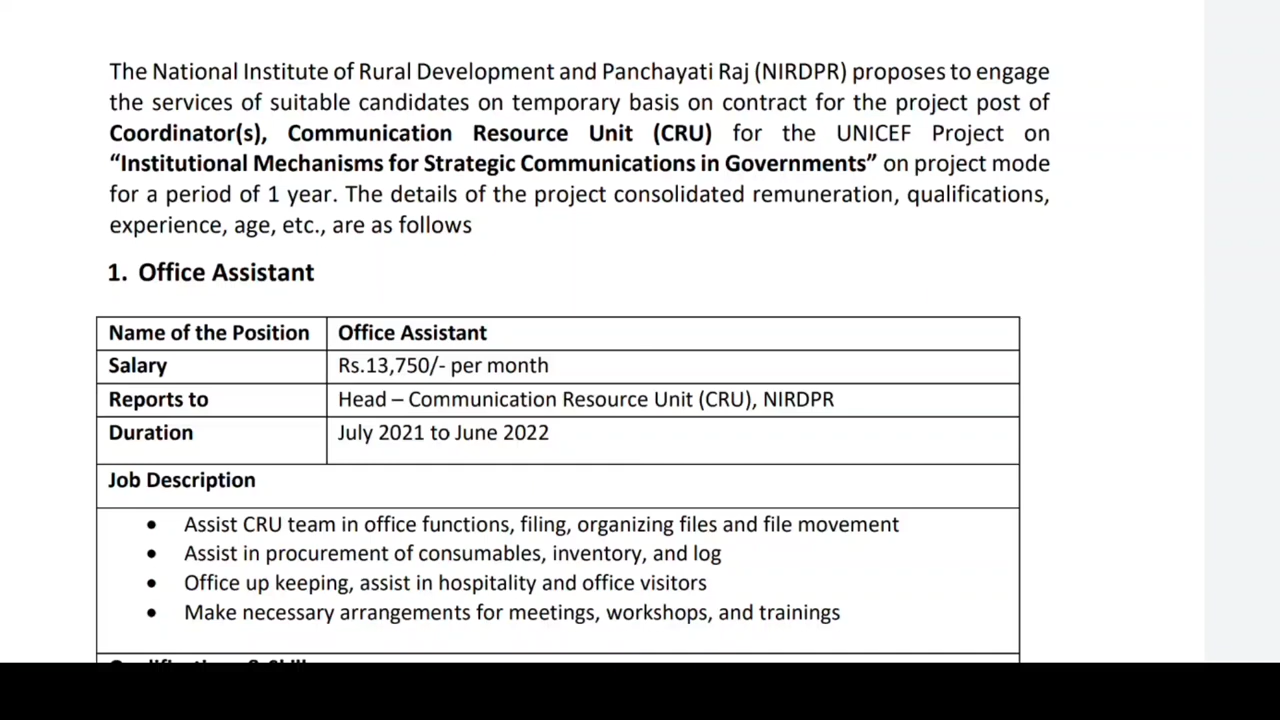 The National Institute of Rural Development and Panchayati Raj (NIRDPR) proposes to engage
the services of suitable candidates on temporary basis on contract for the project post of
Coordinator(s), Communication Resource Unit (CRU) for the UNICEF Project on
“Institutional Mechanisms for Strategic Communications in Governments” on project mode
for a period of 1 year. The details of the project consolidated remuneration, qualifications,
experience, age, etc., are as follows
1. Office Assistant
Name of the Position Office Assistant
Salary Rs.13,750/- per month
Reports to Head – Communication Resource Unit (CRU), NIRDPR
Duration July 2021 to June 2022
Job Description
• Assist CRU team in office functions, filing, organizing files and file movement
• Assist in procurement of consumables, inventory, and log
• Office up keeping, assist in hospitality and office visitors
• Make necessary arrangements for meetings, workshops, and trainings